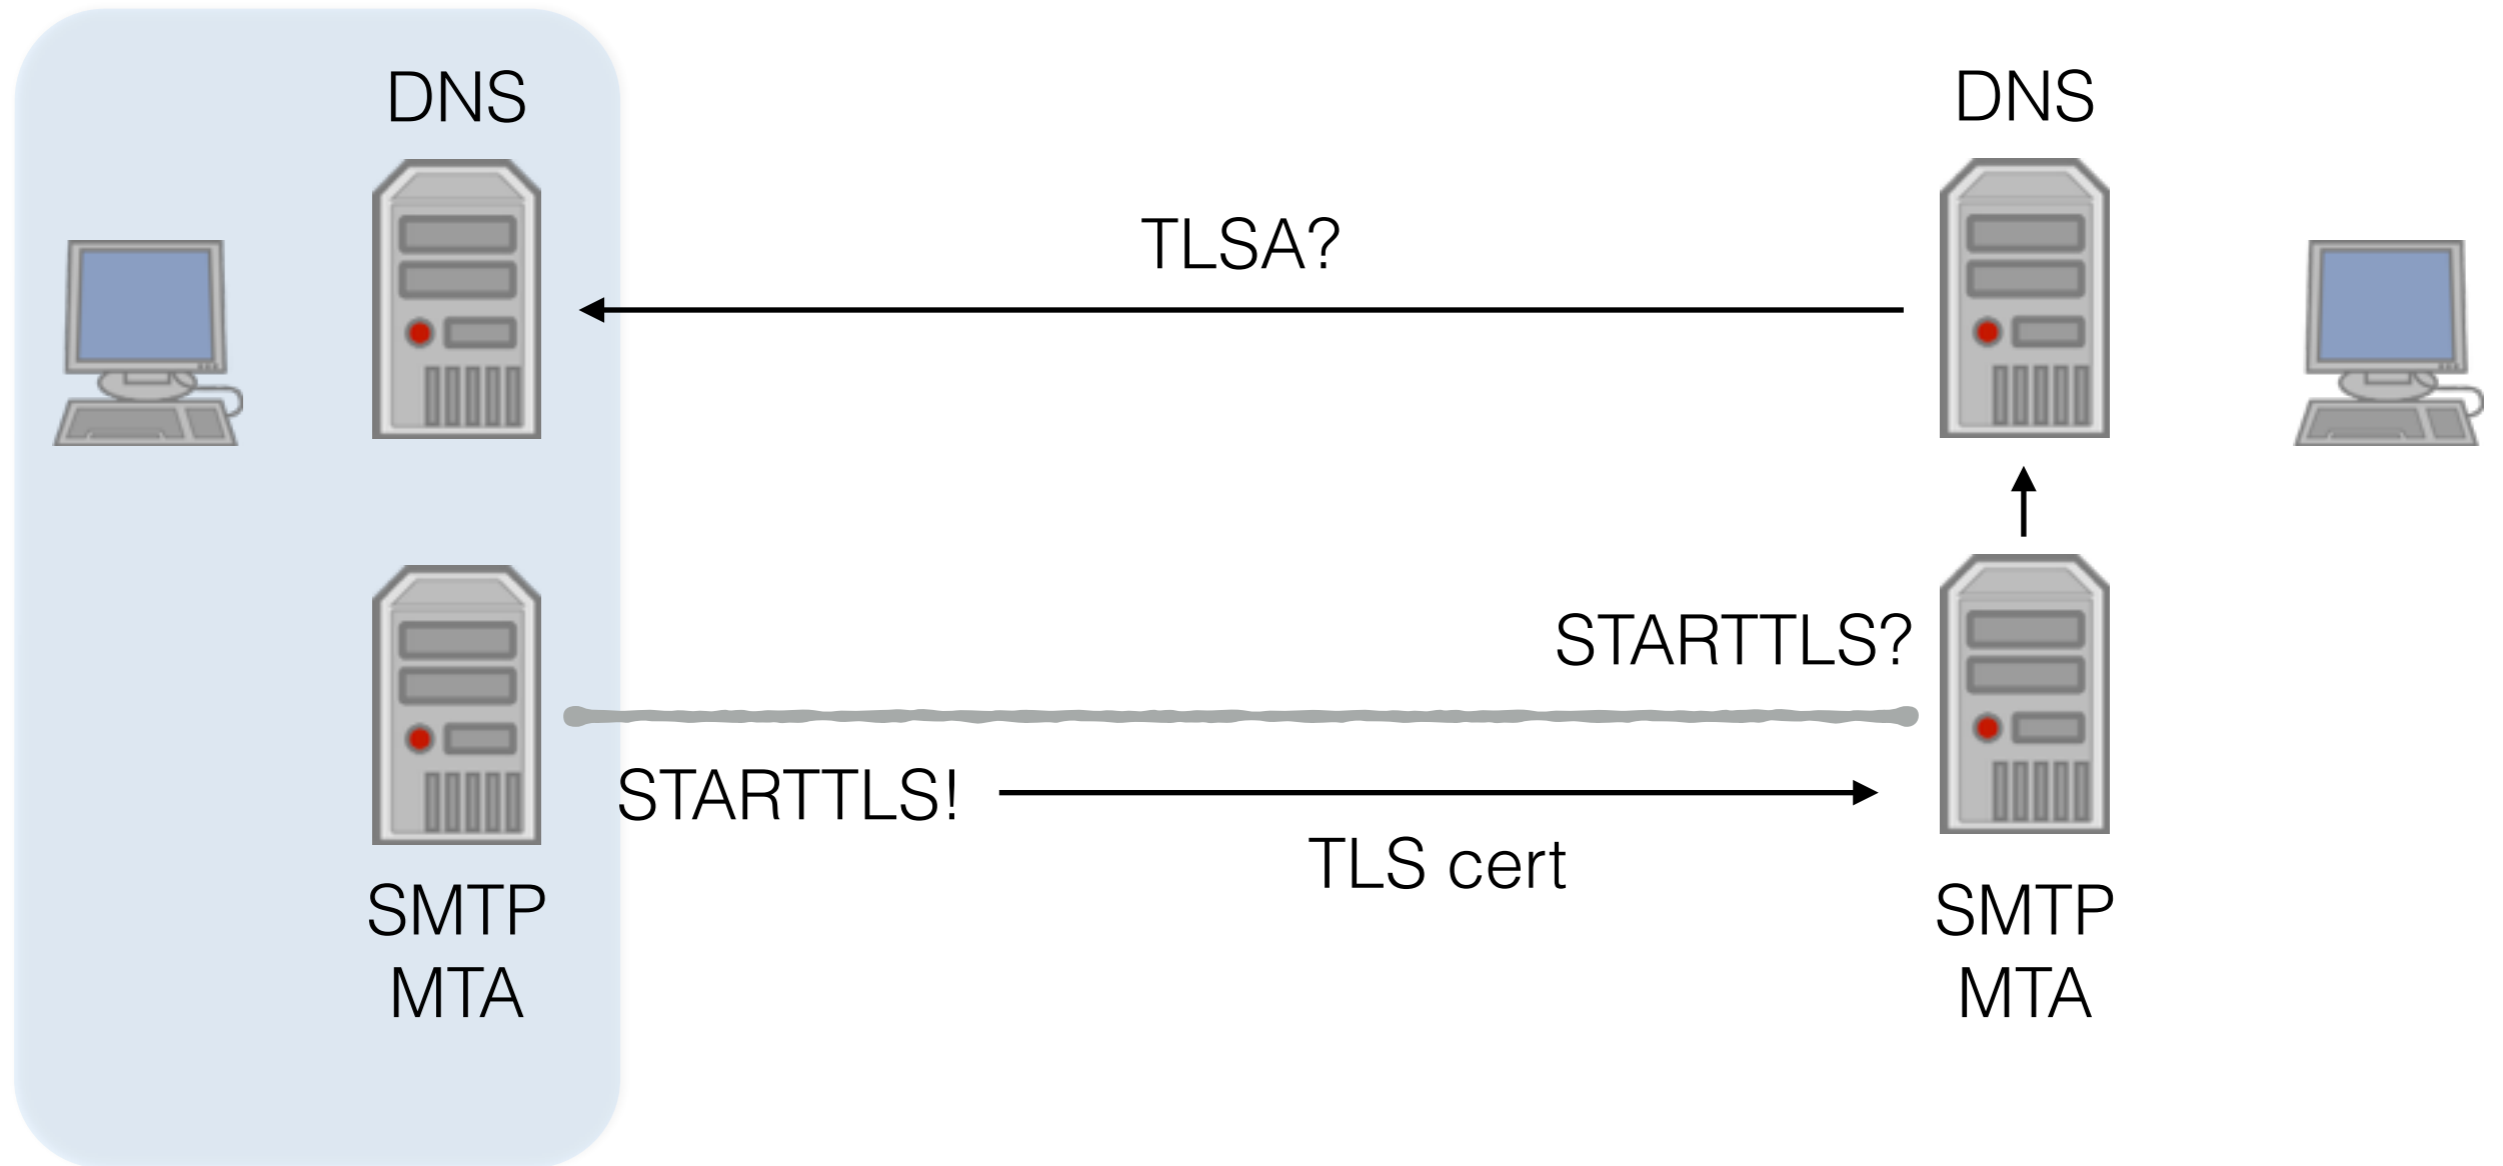 DNS
DNS
TLSA?
STARTTLS?
STARTTLS!
TLS cert
SMTP
MTA
SMTP
MTA